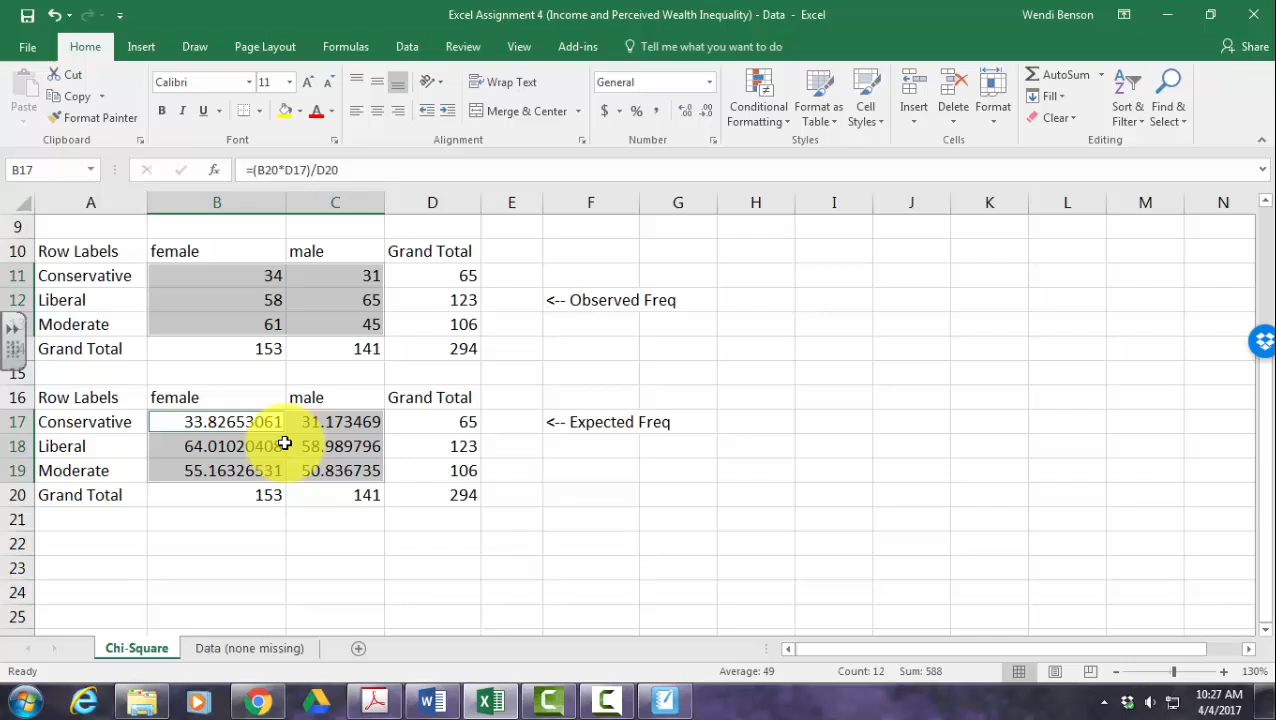 Excel Assignment 4 (Income and Perceived Wealth Inequality) - Data - Excel
Wendi Benson
File Home Insert Draw Page Layout Formulas Data Review View Add-ins Tell me what you want to do Share
Paste
Cut
Copy
Format Painter
Clipboard
Calibri 11
B I U
Font
Wrap Text
Merge & Center
Alignment
General
$ % ,
Number
Conditional Formatting
Format as Table
Cell Styles
Styles
Insert Delete Format
Cells
AutoSum
Fill
Clear
Sort & Filter
Find & Select
Editing
B17 fx =(B20*D17)/D20
A B C D E F G H I J K L M N
9
10 Row Labels female male Grand Total
11 Conservative 34 31 65
12 Liberal 58 65 123 <-- Observed Freq
Moderate 61 45 106
14 Grand Total 153 141 294
15
16 Row Labels female male Grand Total
17 Conservative 33.82653061 31.173469 65 <-- Expected Freq
18 Liberal 64.01020408 58.989796 123
19 Moderate 55.16326531 50.836735 106
20 Grand Total 153 141 294
21
22
23
24
25
Chi-Square Data (none missing)
Ready Average: 49 Count: 12 Sum: 588 130%
10:27 AM
4/4/2017